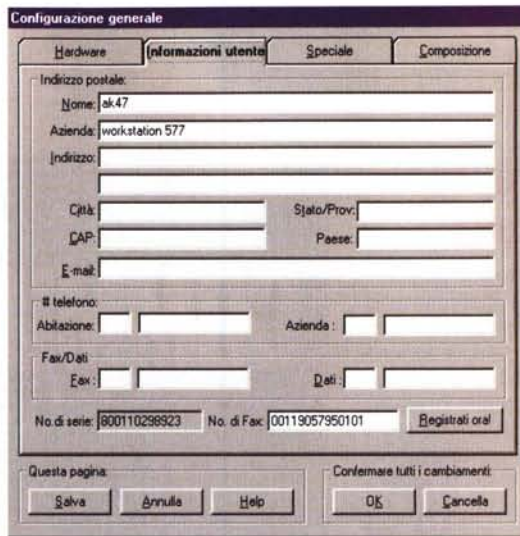 Configurazione generale
Hardware Informazioni utente Speciale Composizione
Indirizzo postale:
Nome: ak47
Azienda: workstation 577
Indirizzo:
Città: Stato/Prov:
CAP: Paese:
E-mail:
# telefono:
Abitazione: Azienda :
Fax/Dati
Fax : Dati :
No.di serie: 800110298923 No. di Fax: 00119057950101 Registrati ora!
Questa pagina: Confermare tutti i cambiamenti:
Salva Annulla Help OK Cancella